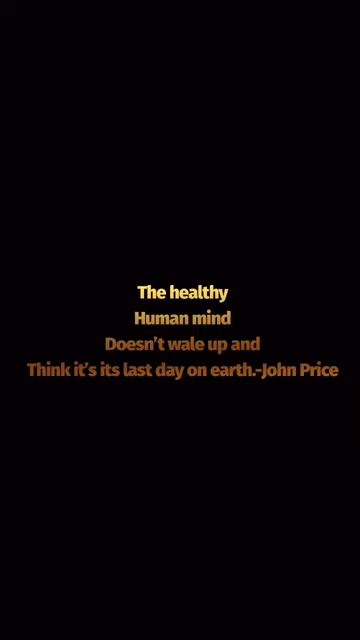 The healthy
Human mind
Doesn't wale up and
Think it's its last day on earth.-John Price